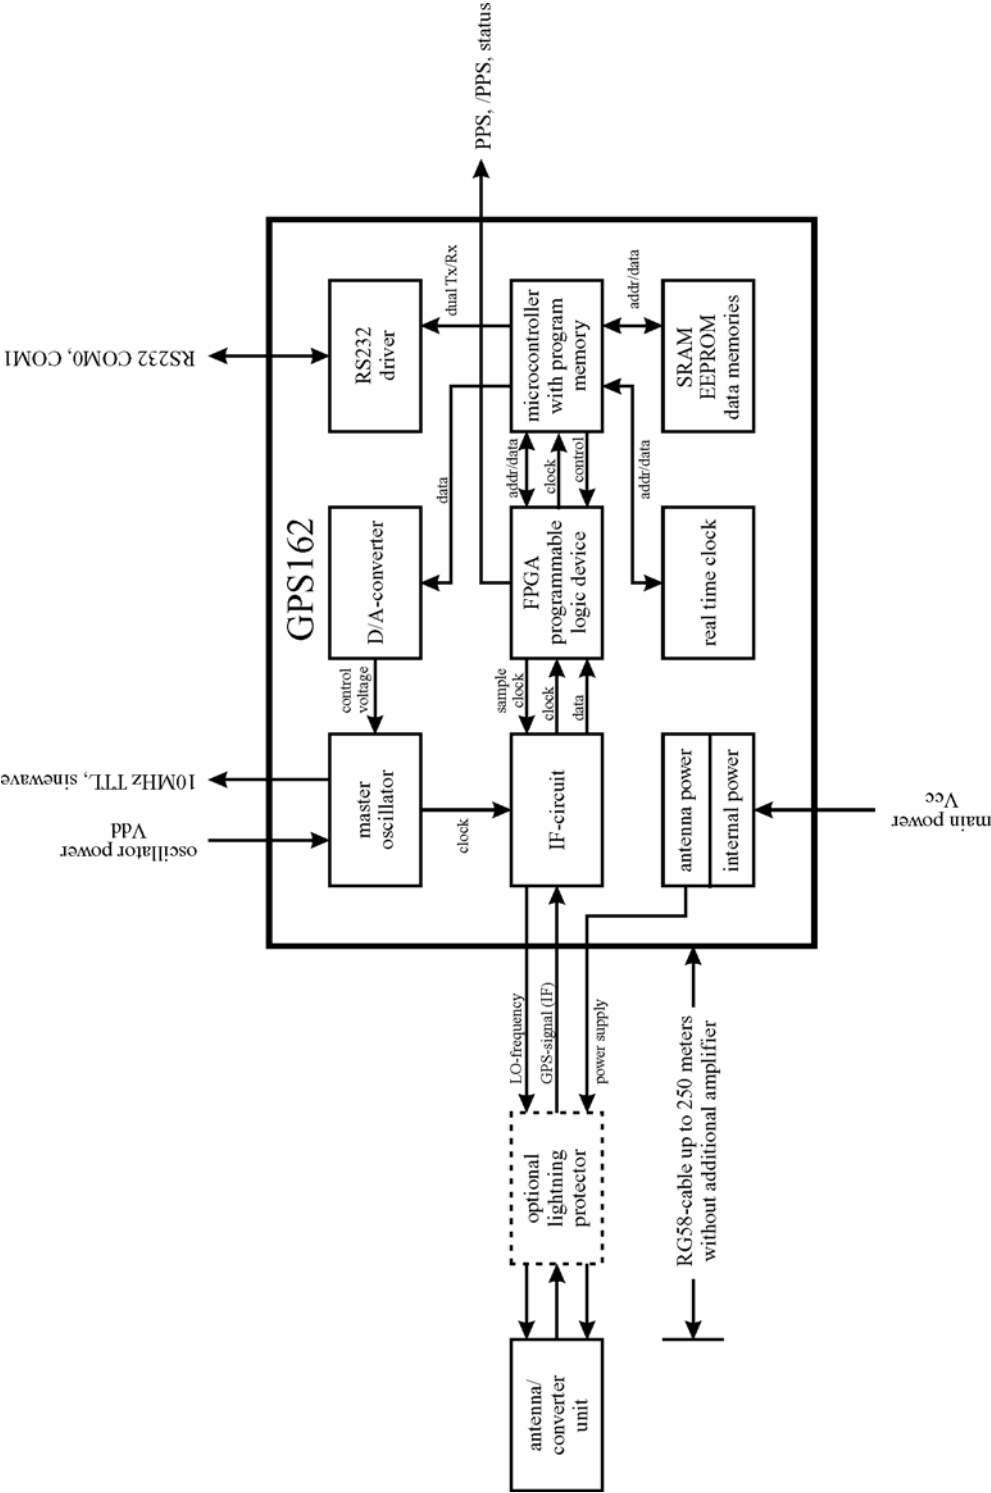 PPS, /PPS, status
RS232 COM0, COM1
10MHz TTL, sinewave
oscillator power
Vdd
main power
Vcc
GPS162
RS232
driver
dual Tx/Rx
microcontroller
with program
memory
addr/data
SRAM
EEPROM
data memories
data
addr/data
clock
control
addr/data
D/A-converter
FPGA
programmable
logic device
real time clock
control
voltage
sample
clock
clock
data
master
oscillator
clock
IF-circuit
antenna power
internal power
LO-frequency
GPS-signal (IF)
power supply
optional
lightning
protector
RG58-cable up to 250 meters
without additional amplifier
antenna/
converter
unit